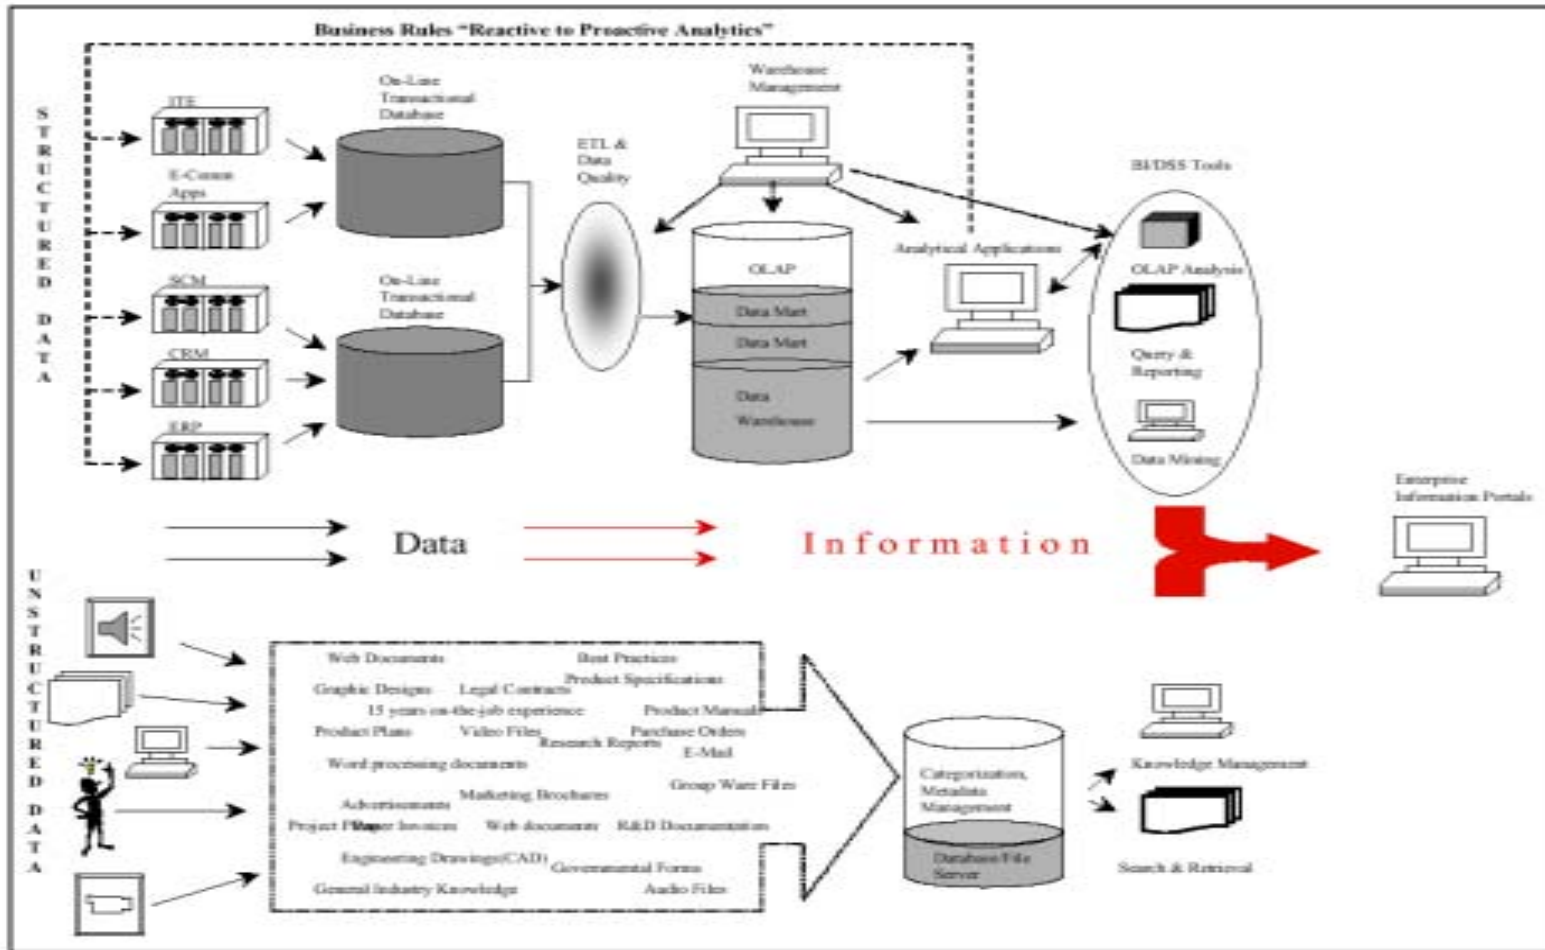 Business Rules "Reactive to Proactive Analytics"
STRUCTURED DATA
ITE
E-Comm
Apps
SCM
CRM
ERP
On-Line
Transactional
Database
On-Line
Transactional
Database
ETL &
Data
Quality
Warehouse
Management
OLAP
Data Mart
Data Mart
Data
Warehouse
Analytical Applications
BI/DSS Tools
OLAP Analysis
Query &
Reporting
Data Mining
Enterprise
Information Portals
Data
Information
UNSTRUCTURED DATA
Web Documents
Best Practices
Product Specifications
Graphic Designs
Legal Contracts
15 years on-the-job experience
Product Manuals
Product Plans
Video Files
Purchase Orders
Research Reports
E-Mail
Word processing documents
Group Ware Files
Marketing Brochures
Advertisements
Project
Invoices
Web documents
R&D Documentation
Engineering Drawings(CAD)
Governmental Forms
General Industry Knowledge
Audio Files
Categorization,
Metadata
Management
Database/File
Server
Knowledge Management
Search & Retrieval